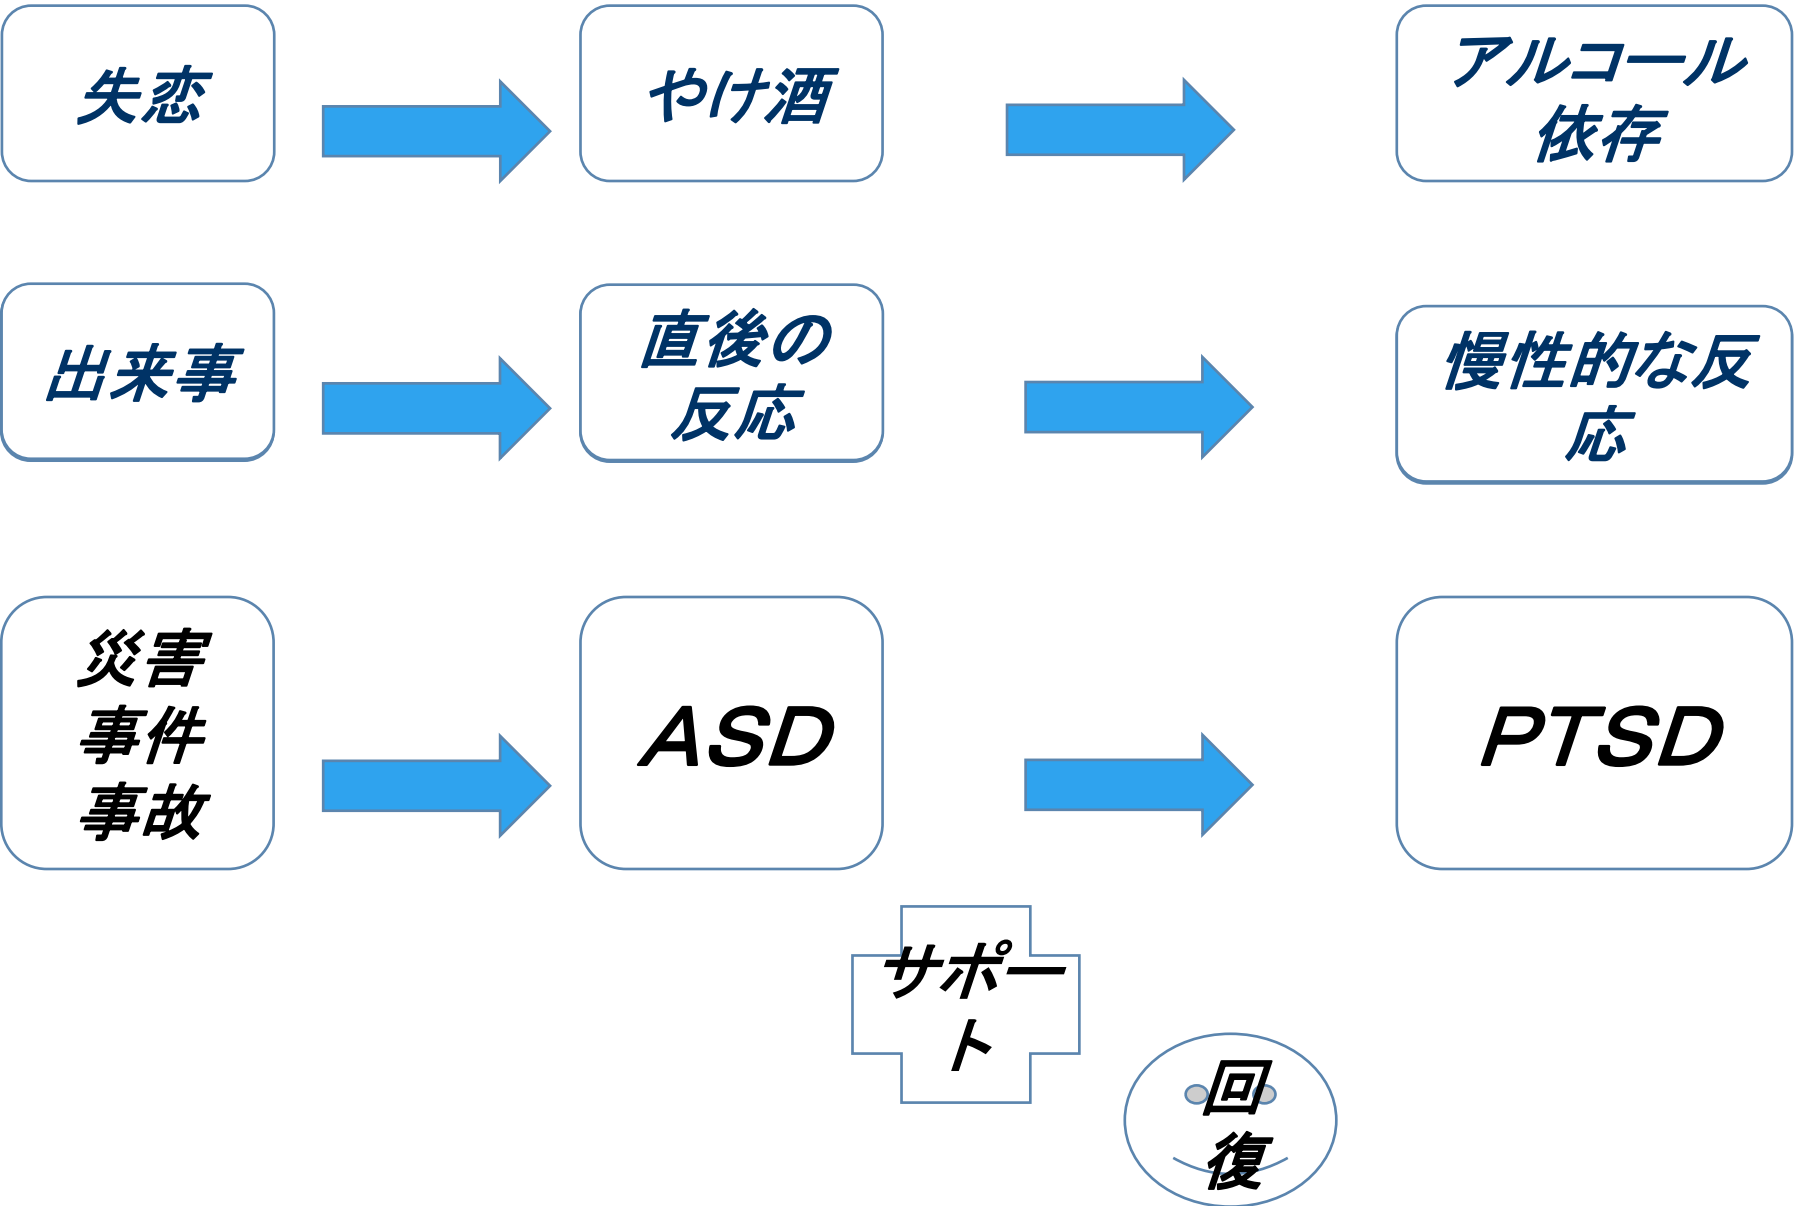 失恋
やけ酒
アルコール
依存
出来事
直後の
反応
慢性的な反
応
災害
事件
事故
ASD
PTSD
サポー
ト
回
復